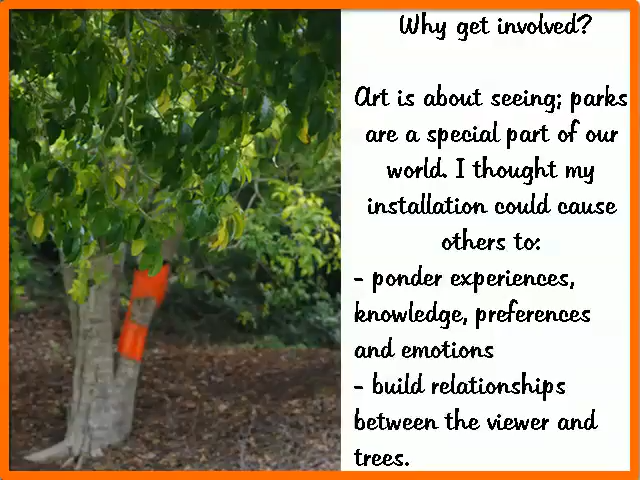 Why get involved?
Art is about seeing; parks
are a special part of our
world. I thought my
installation could cause
others to:
- ponder experiences,
knowledge, preferences
and emotions
- build relationships
between the viewer and
trees.